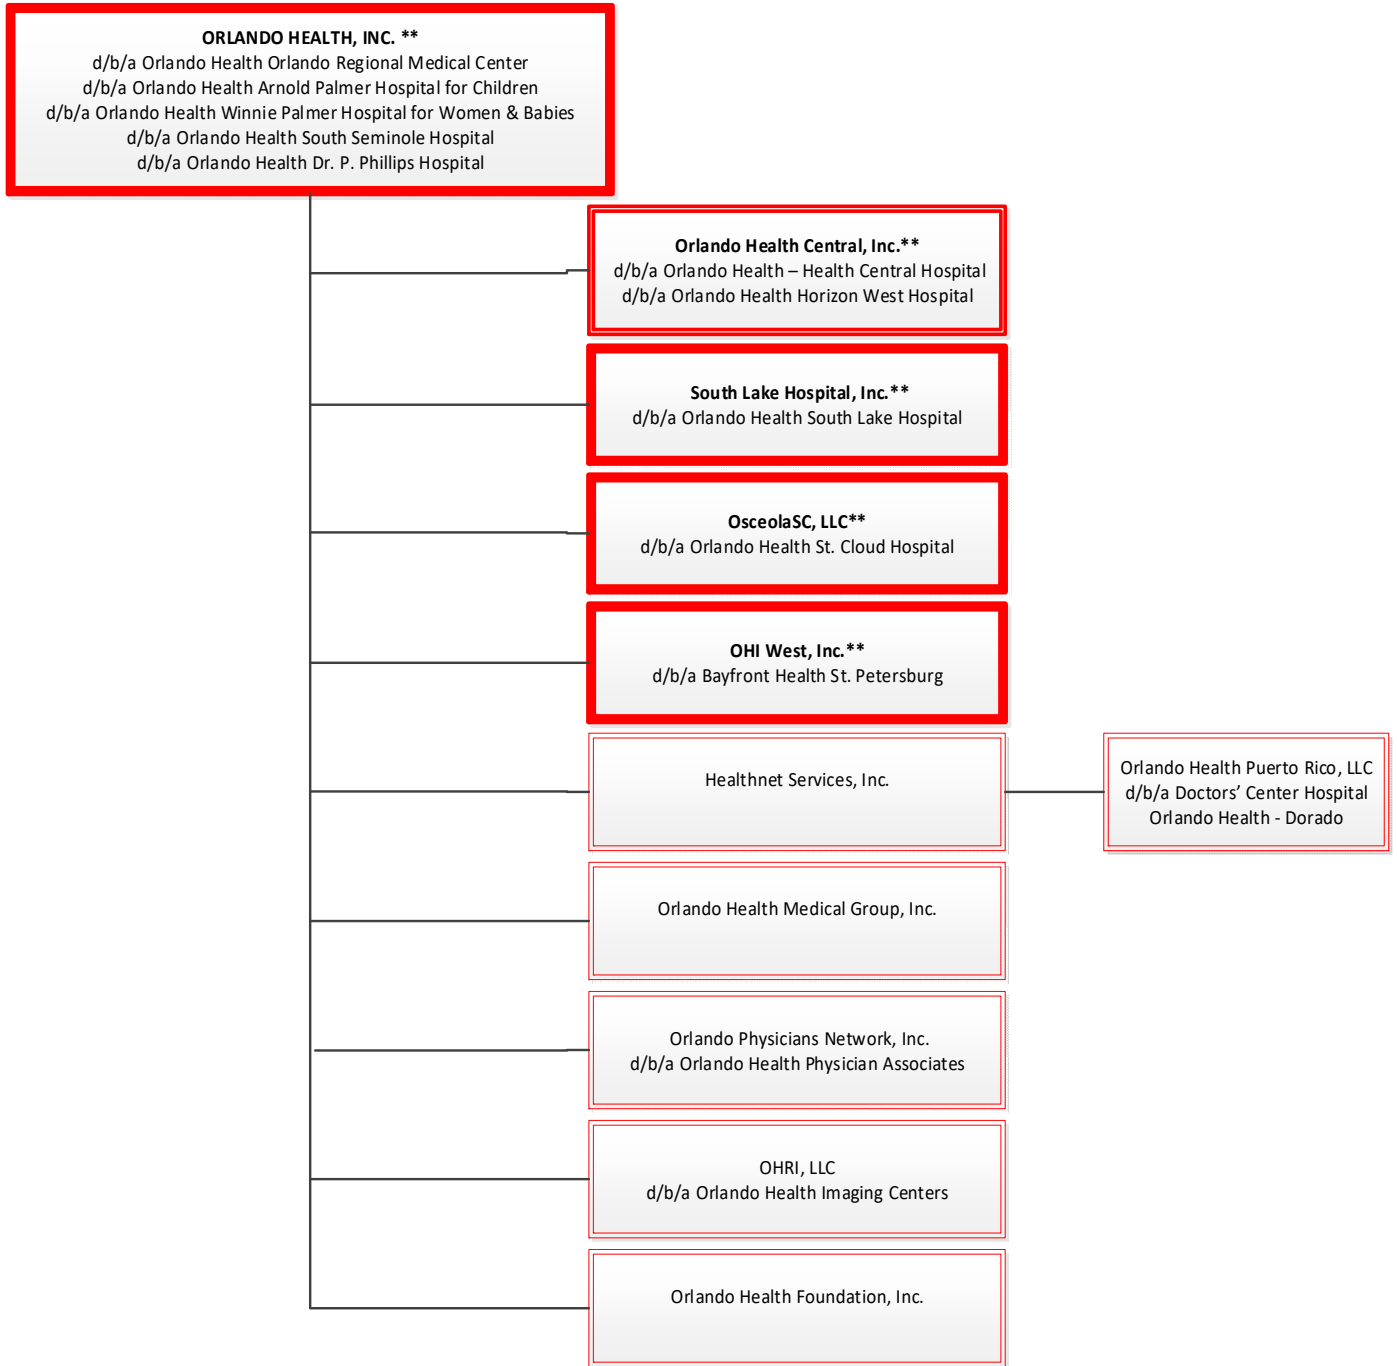 ORLANDO HEALTH, INC. **
d/b/a Orlando Health Orlando Regional Medical Center
d/b/a Orlando Health Arnold Palmer Hospital for Children
d/b/a Orlando Health Winnie Palmer Hospital for Women & Babies
d/b/a Orlando Health South Seminole Hospital
d/b/a Orlando Health Dr. P. Phillips Hospital
Orlando Health Central, Inc.**
d/b/a Orlando Health – Health Central Hospital
d/b/a Orlando Health Horizon West Hospital
South Lake Hospital, Inc.**
d/b/a Orlando Health South Lake Hospital
OsceolaSC, LLC**
d/b/a Orlando Health St. Cloud Hospital
OHI West, Inc.**
d/b/a Bayfront Health St. Petersburg
Healthnet Services, Inc.
Orlando Health Puerto Rico, LLC
d/b/a Doctors’ Center Hospital
Orlando Health - Dorado
Orlando Health Medical Group, Inc.
Orlando Physicians Network, Inc.
d/b/a Orlando Health Physician Associates
OHRI, LLC
d/b/a Orlando Health Imaging Centers
Orlando Health Foundation, Inc.